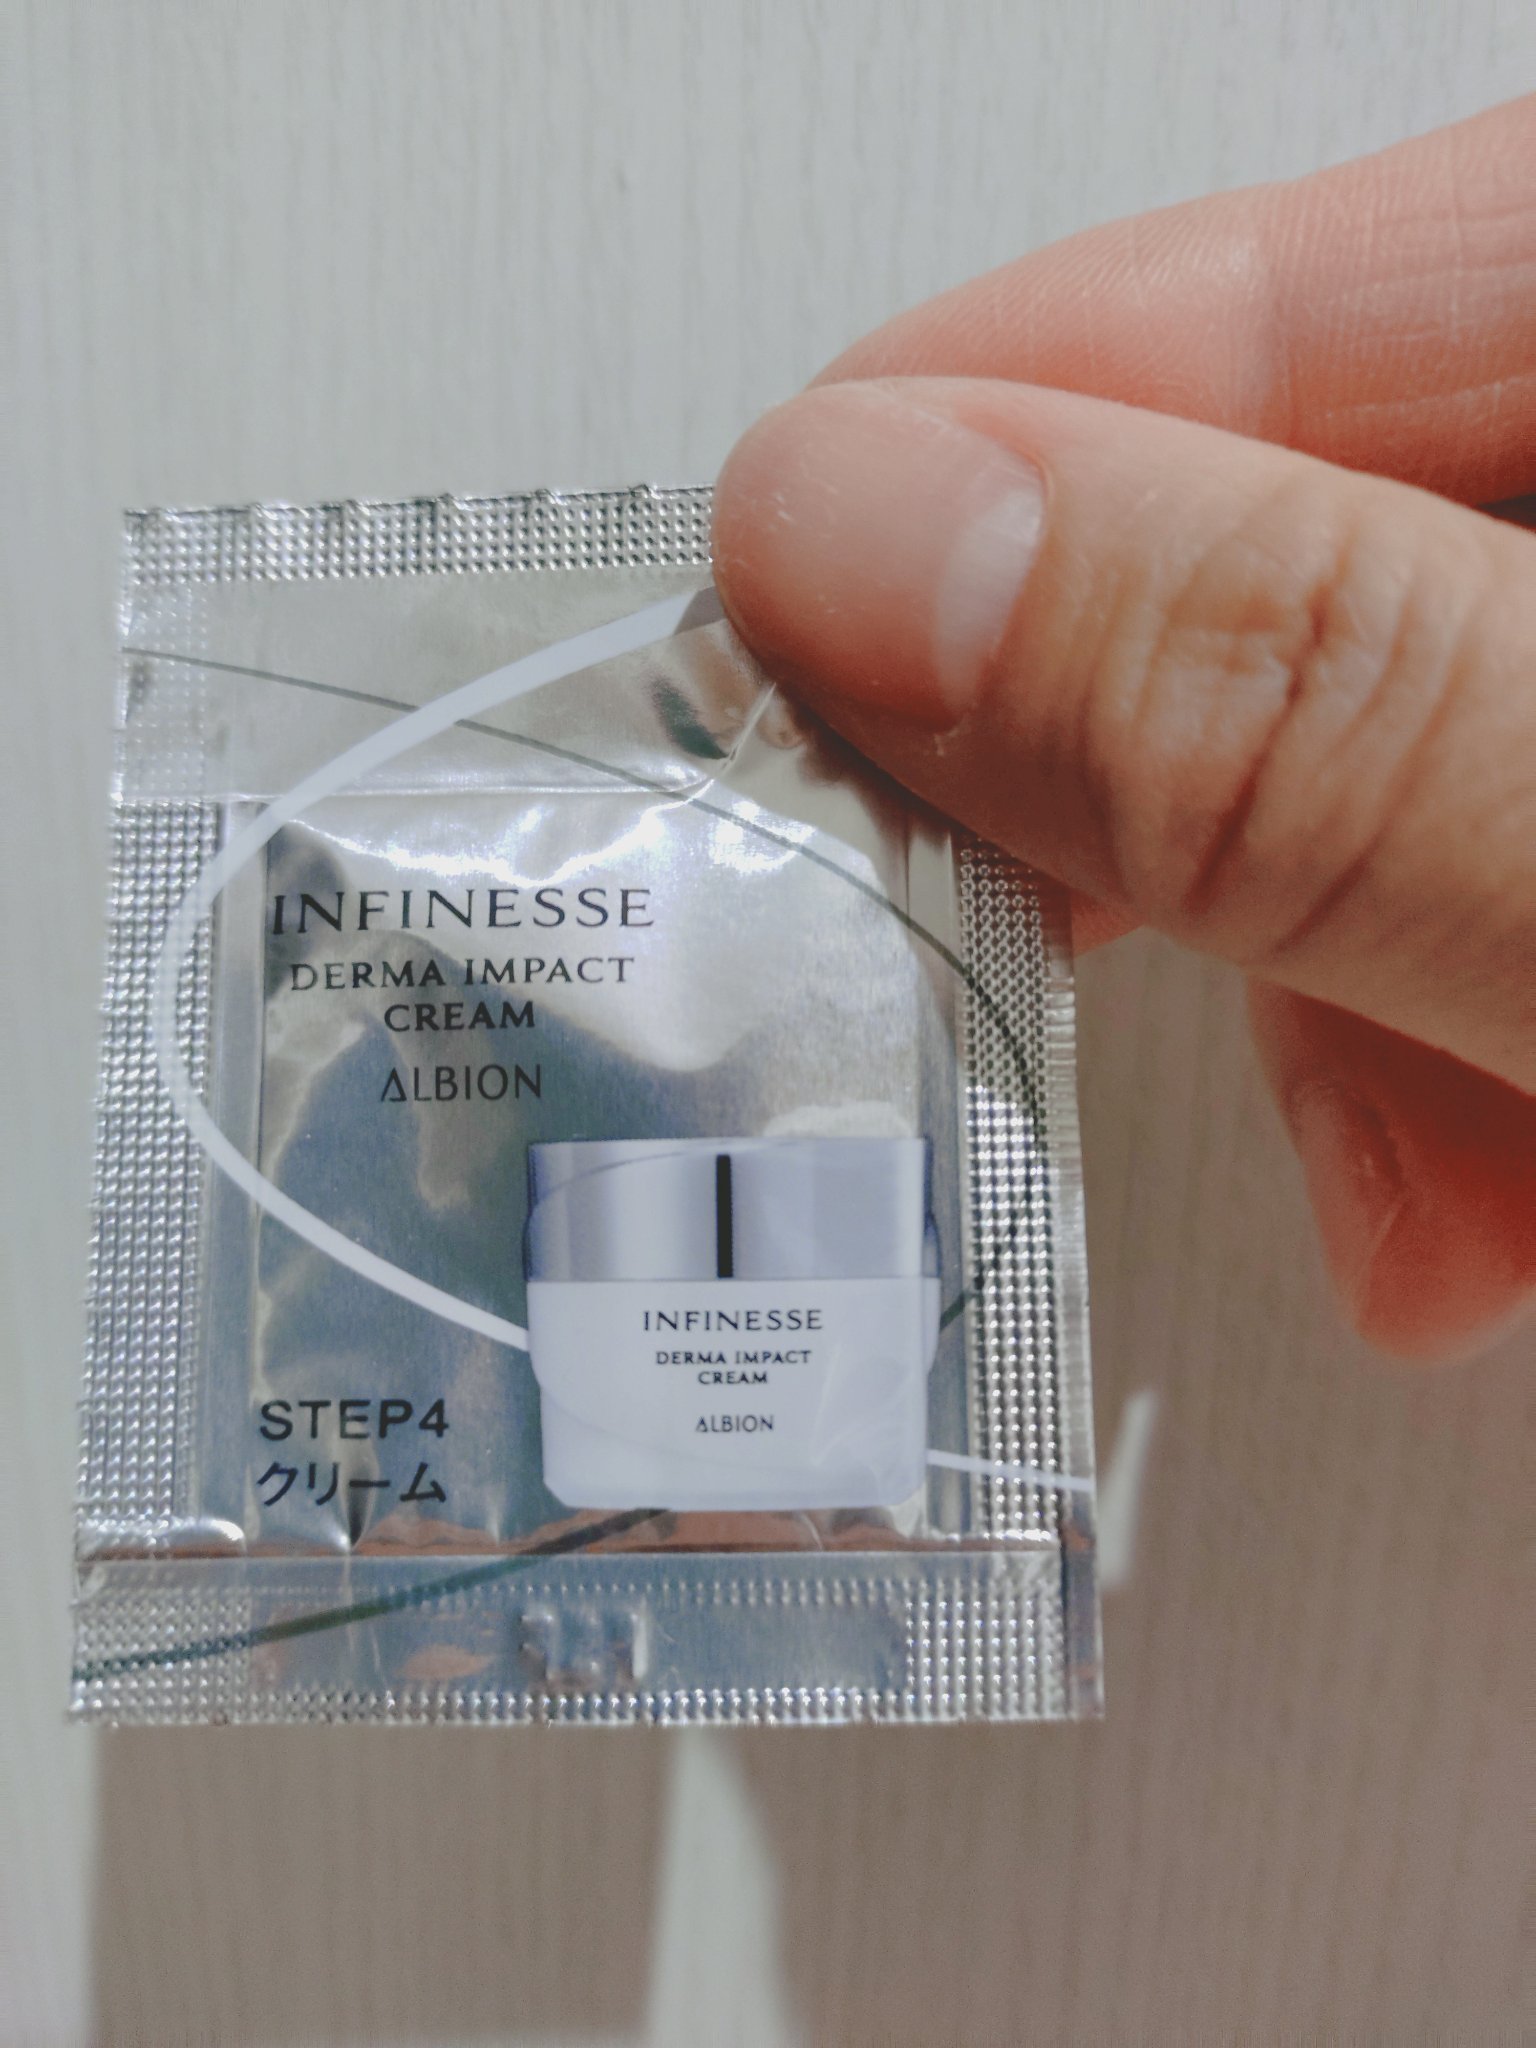 INFINESSE
DERMA IMPACT
CREAM
ALBION
INFINESSE
DERMA IMPACT
CREAM
ALBION
STEP4
クリーム